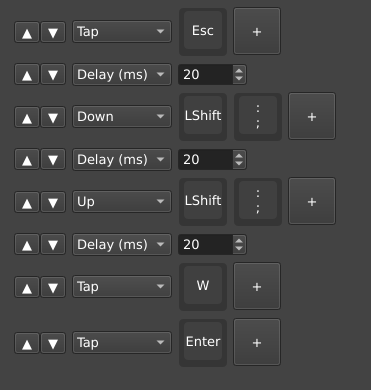 ▲ ▼ Tap Esc +
▲ ▼ Delay (ms) 20
▲ ▼ Down LShift : ; +
▲ ▼ Delay (ms) 20
▲ ▼ Up LShift : ; +
▲ ▼ Delay (ms) 20
▲ ▼ Tap W +
▲ ▼ Tap Enter +